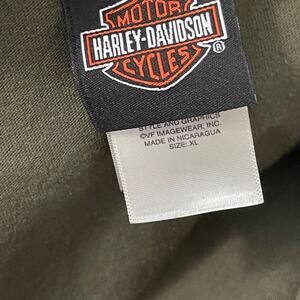 MOTOR
HARLEY-DAVIDSON
CYCLES
®
STYLE AND GRAPHICS
©VF IMAGEWEAR, INC.
MADE IN NICARAGUA
SIZE: XL